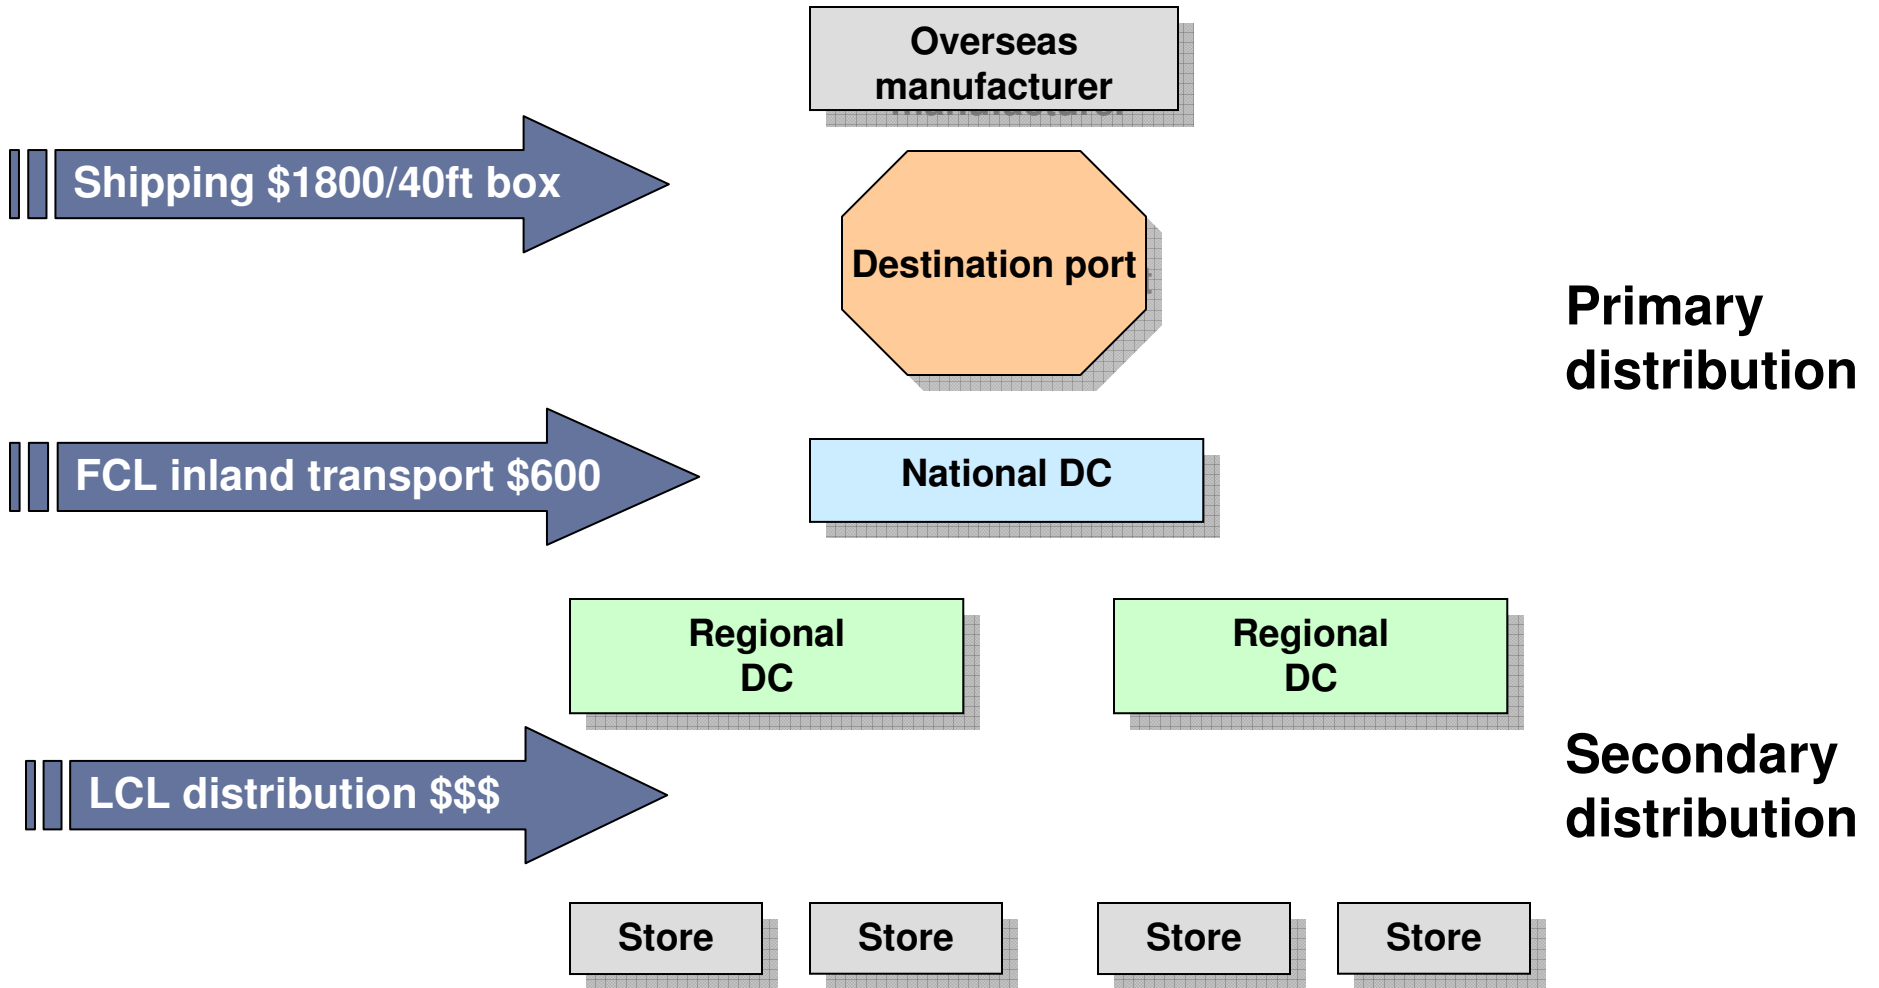 Overseas
manufacturer
Shipping $1800/40ft box
Destination port
Primary
distribution
FCL inland transport $600
National DC
Regional
DC
Regional
DC
Secondary
distribution
LCL distribution $$$
Store
Store
Store
Store